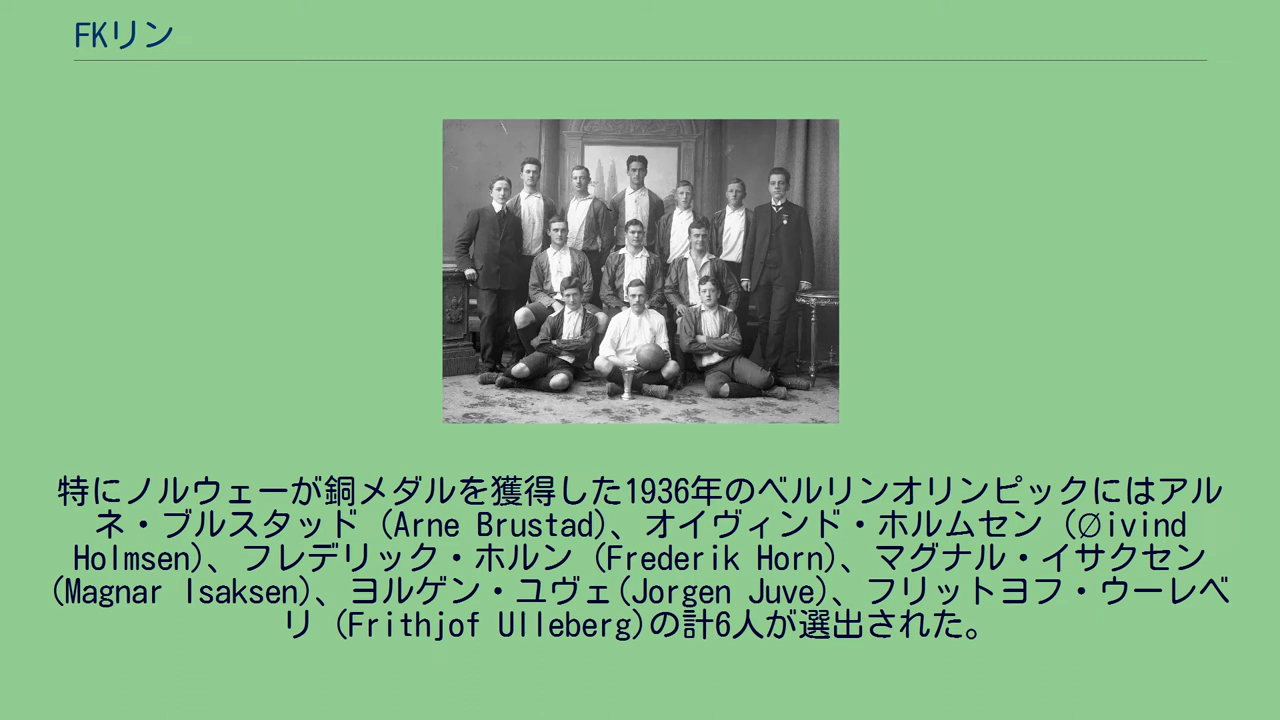 FKリン
特にノルウェーが銅メダルを獲得した1936年のベルリンオリンピックにはアル
ネ・ブルスタッド (Arne Brustad)、オイヴィンド・ホルムセン (Øivind
Holmsen)、フレデリック・ホルン (Frederik Horn)、マグナル・イサクセン
(Magnar Isaksen)、ヨルゲン・ユヴェ(Jorgen Juve)、フリットヨフ・ウーレベ
リ (Frithjof Ulleberg)の計6人が選出された。